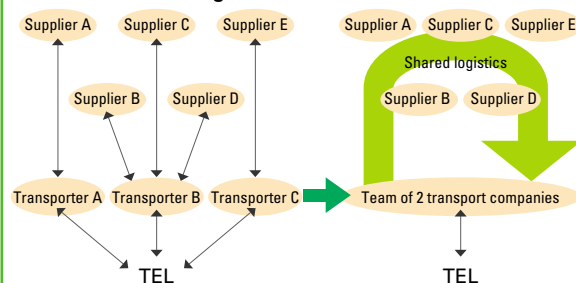 Supplier A Supplier C Supplier E
Supplier B Supplier D
Transporter A Transporter B Transporter C
TEL
Supplier A Supplier C Supplier E
Shared logistics
Supplier B Supplier D
Team of 2 transport companies
TEL